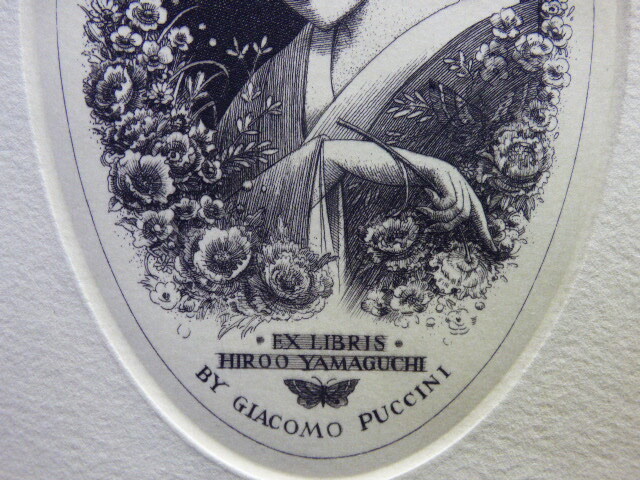 • EX LIBRIS •
HIROO YAMAGUCHI
BY GIACOMO PUCCINI